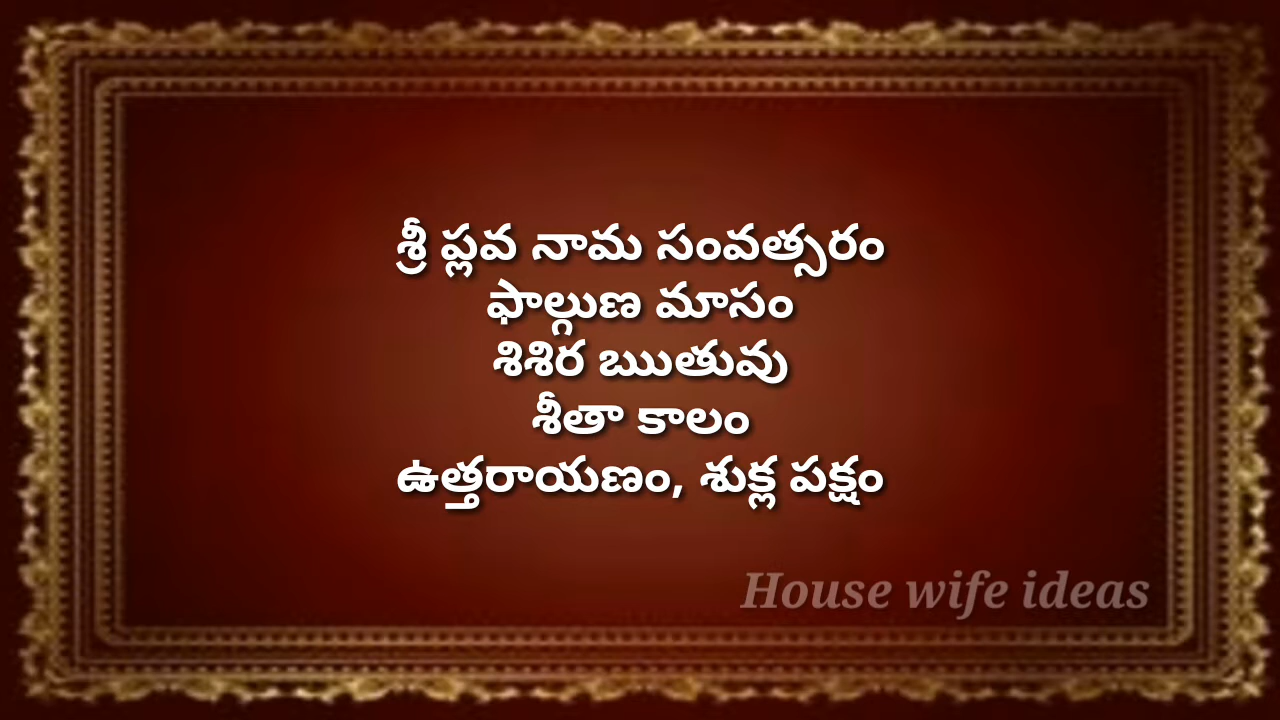 శ్రీ ప్లవ నామ సంవత్సరం
ఫాల్గుణ మాసం
శిశిర ఋతువు
శీతా కాలం
ఉత్తరాయణం, శుక్ల పక్షం
House wife ideas